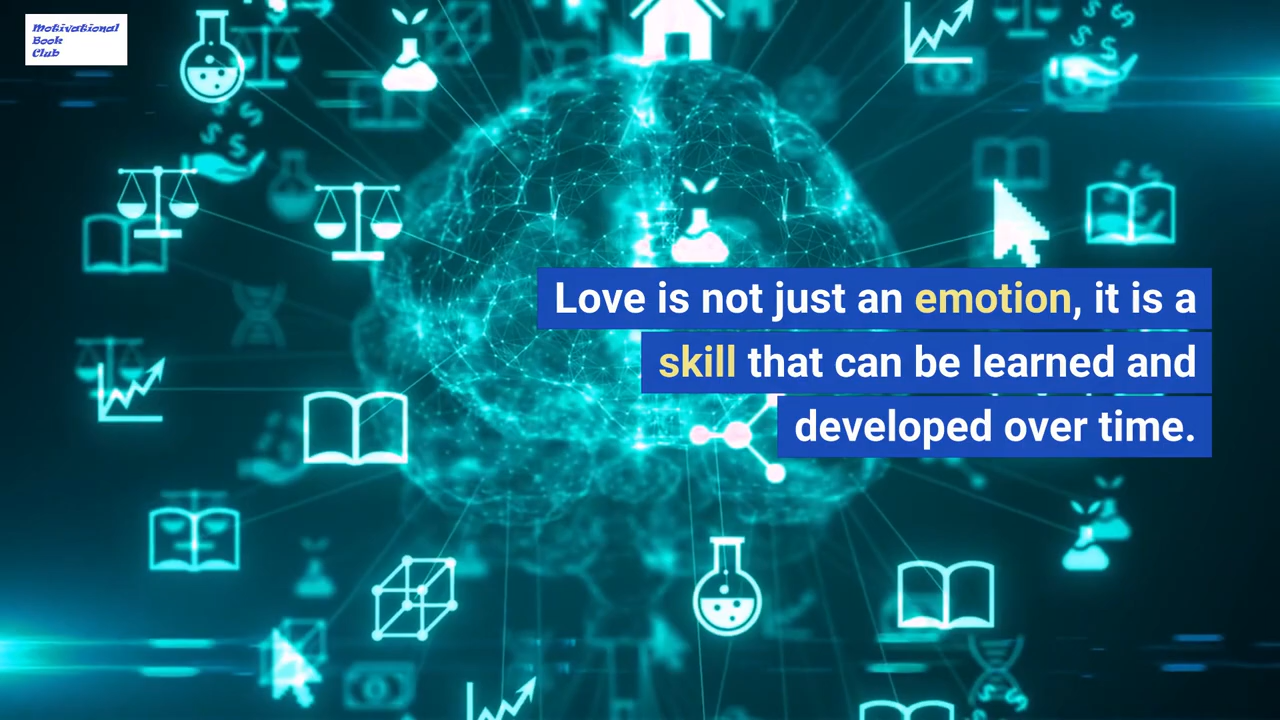 Motivational
Book
Club
Love is not just an emotion, it is a
skill that can be learned and
developed over time.